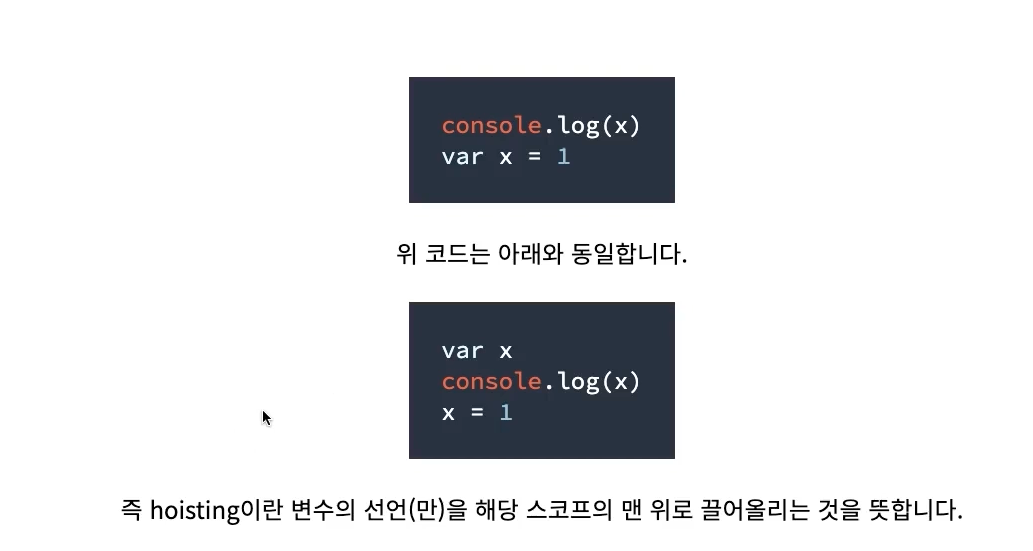 console.log(x)
var x = 1
위 코드는 아래와 동일합니다.
var x
console.log(x)
x = 1
즉 hoisting이란 변수의 선언(만)을 해당 스코프의 맨 위로 끌어올리는 것을 뜻합니다.